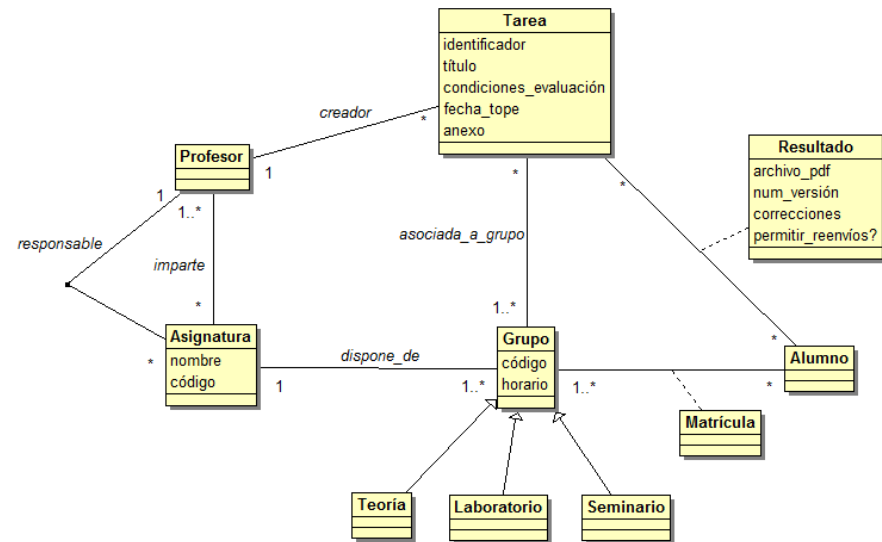 Tarea
identificador
título
condiciones_evaluación
fecha_tope
anexo
creador
*
1
Profesor
Resultado
archivo_pdf
num_versión
correcciones
permitir_reenvíos?
1
1..*
*
*
responsable
imparte
asociada_a_grupo
*
1..*
*
Asignatura
nombre
código
*
dispone_de
1
1..*
Grupo
código
horario
1..*
*
Alumno
Matrícula
Teoría
Laboratorio
Seminario